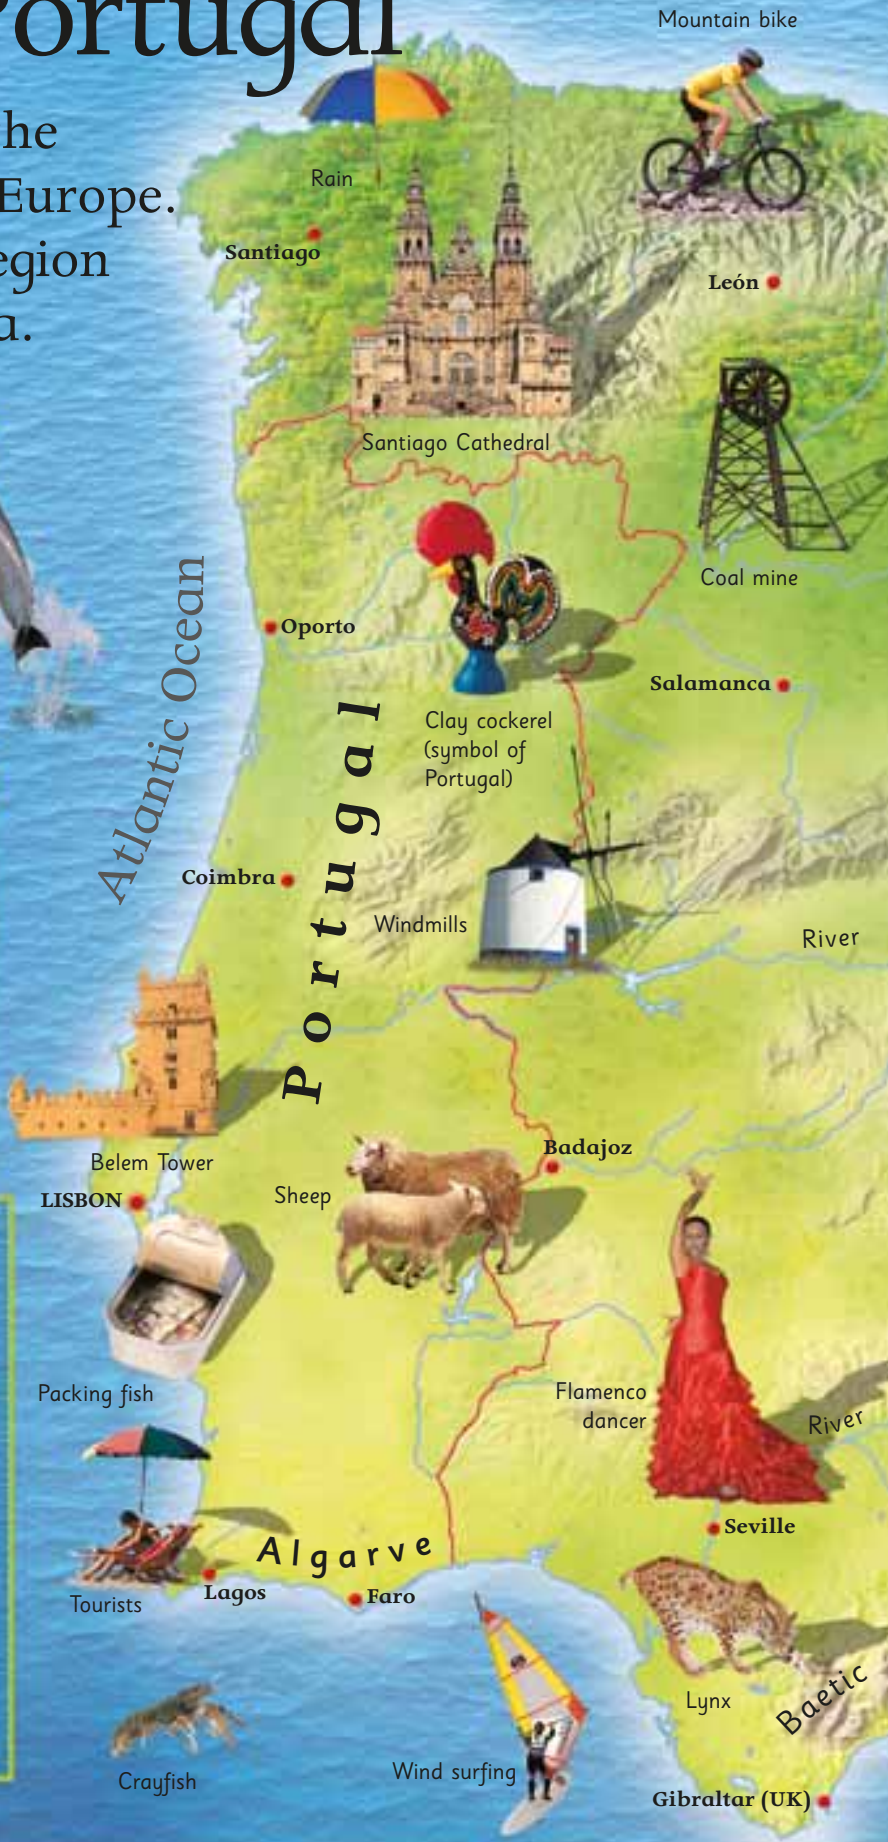 Portugal
Mountain bike
he
Europe.
egion
a.
Rain
Santiago
León
Santiago Cathedral
Coal mine
Atlantic Ocean
Oporto
Salamanca
Clay cockerel
(symbol of
Portugal)
Portugal
Coimbra
Windmills
River
Belem Tower
Badajoz
LISBON
Sheep
Packing fish
Flamenco
dancer
River
Seville
Algarve
Lagos
Faro
Tourists
Lynx
Baetic
Crayfish
Wind surfing
Gibraltar (UK)